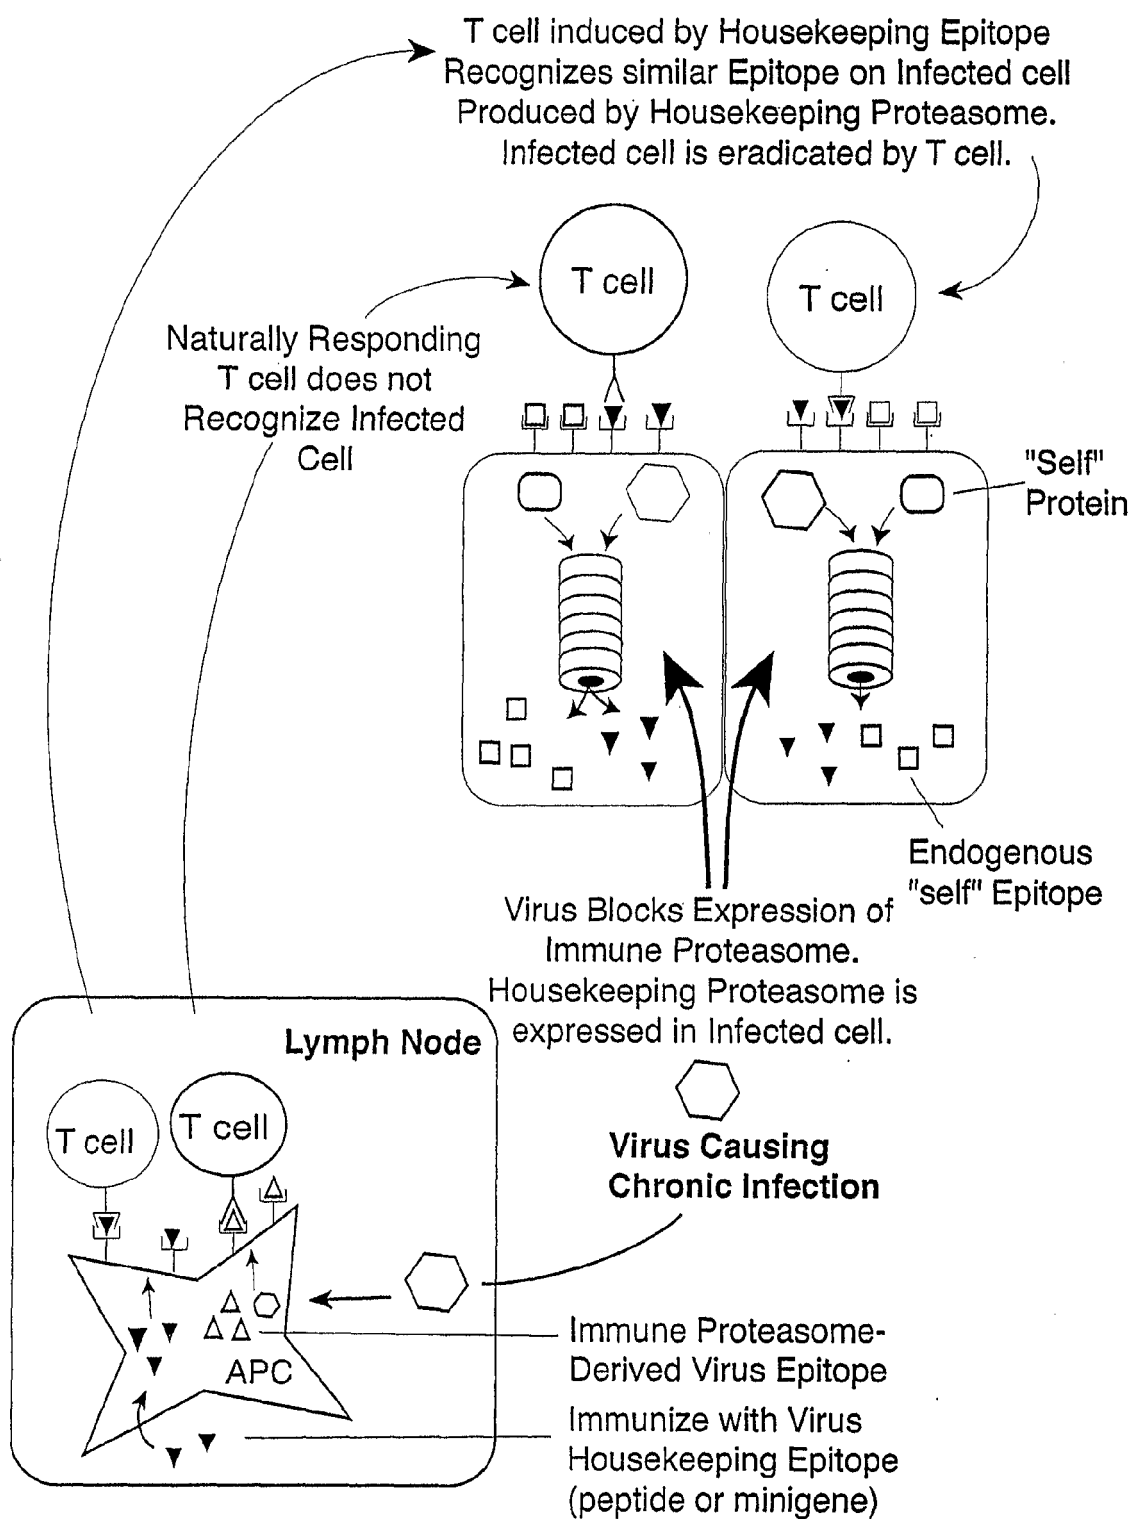 T cell induced by Housekeeping Epitope
Recognizes similar Epitope on Infected cell
Produced by Housekeeping Proteasome.
Infected cell is eradicated by T cell.
T cell
T cell
Naturally Responding
T cell does not
Recognize Infected
Cell
"Self"
Protein
Endogenous
"self" Epitope
Virus Blocks Expression of
Immune Proteasome.
Housekeeping Proteasome is
expressed in Infected cell.
Lymph Node
T cell
T cell
Virus Causing
Chronic Infection
APC
Immune Proteasome-
Derived Virus Epitope
Immunize with Virus
Housekeeping Epitope
(peptide or minigene)